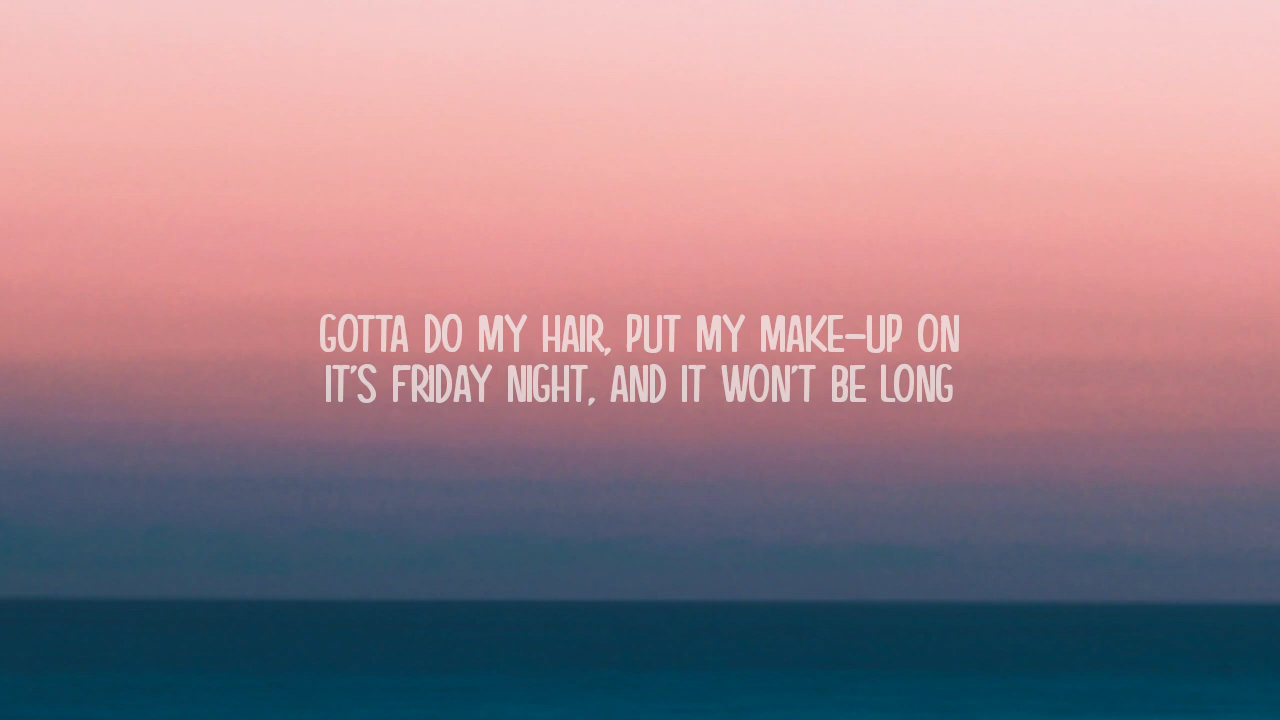 GOTTA DO MY HAIR, PUT MY MAKE-UP ON
IT'S FRIDAY NIGHT, AND IT WON'T BE LONG